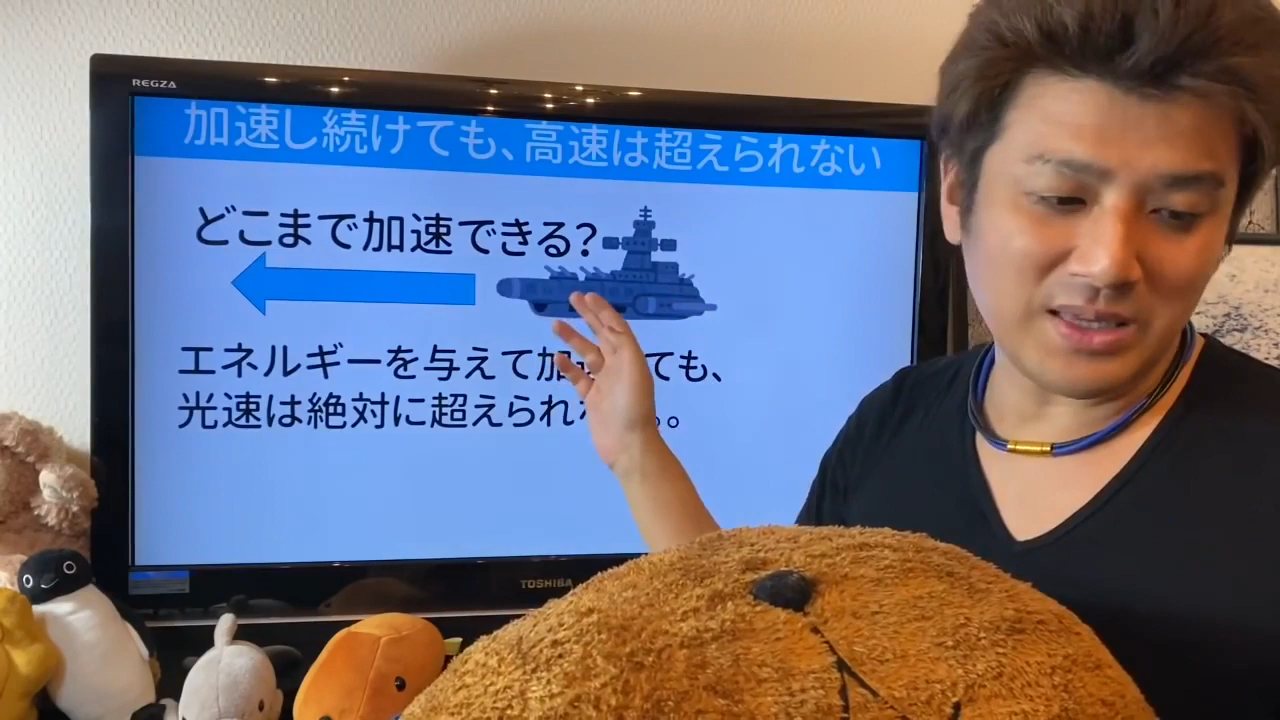 REGZA
加速し続けても、高速は超えられない
どこまで加速できる?
エネルギーを与えて加 ても、
光速は絶対に超えられ 。
TOSHIBA